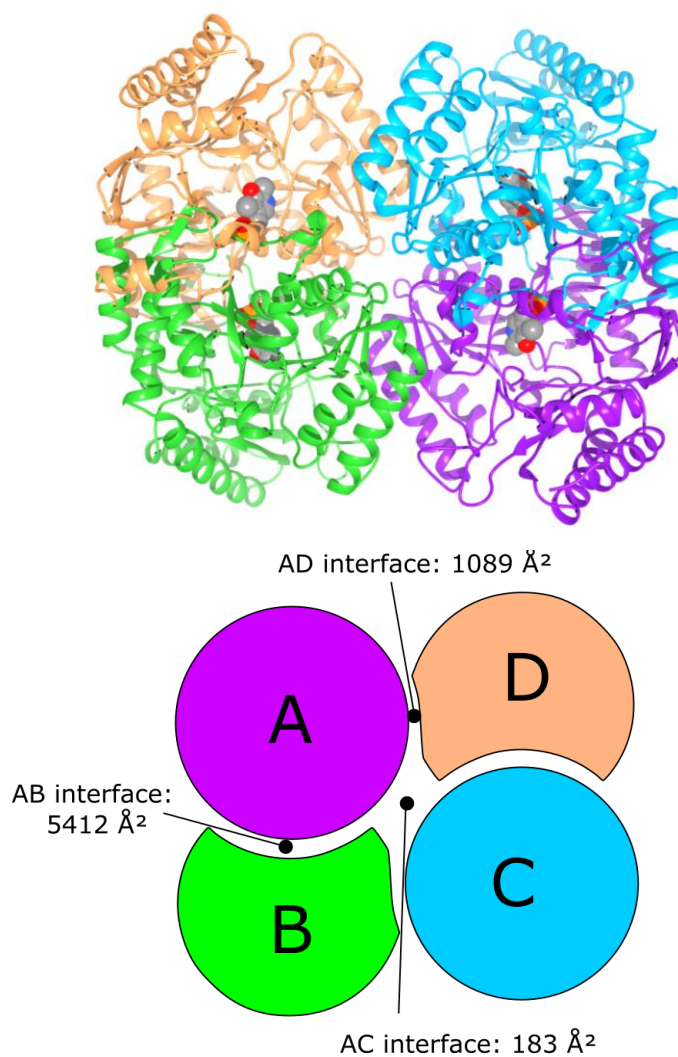 AD interface: 1089 Å²
A
D
AB interface:
5412 Å²
B
C
AC interface: 183 Å²